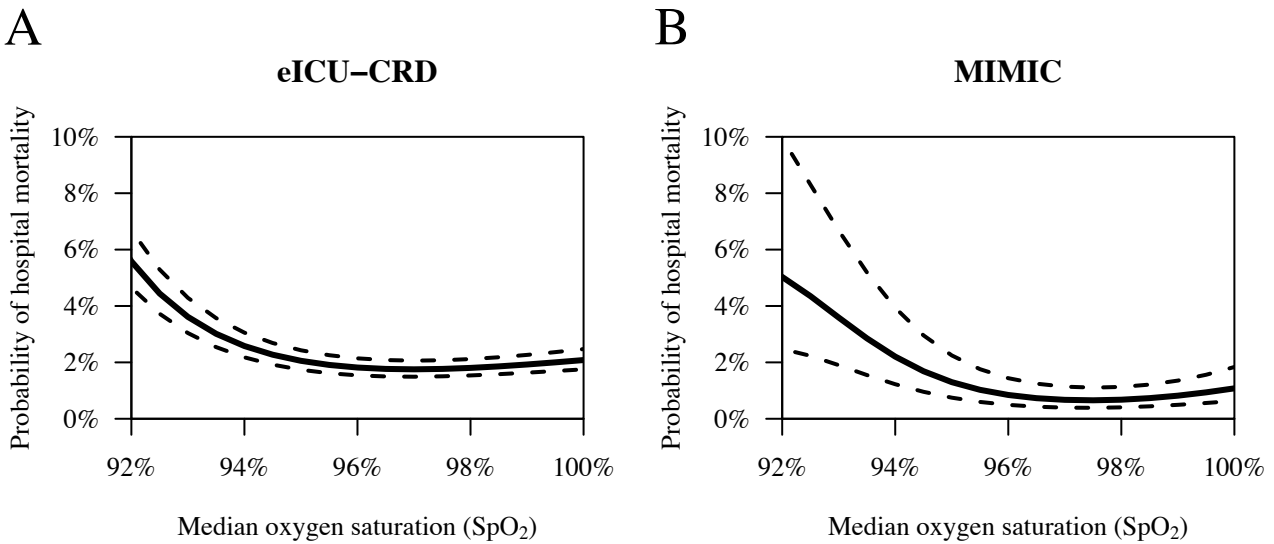 A
eICU−CRD
Probability of hospital mortality
10%
8%
6%
4%
2%
0%
92%
94%
96%
98%
100%
Median oxygen saturation (SpO₂)
B
MIMIC
Probability of hospital mortality
10%
8%
6%
4%
2%
0%
92%
94%
96%
98%
100%
Median oxygen saturation (SpO₂)